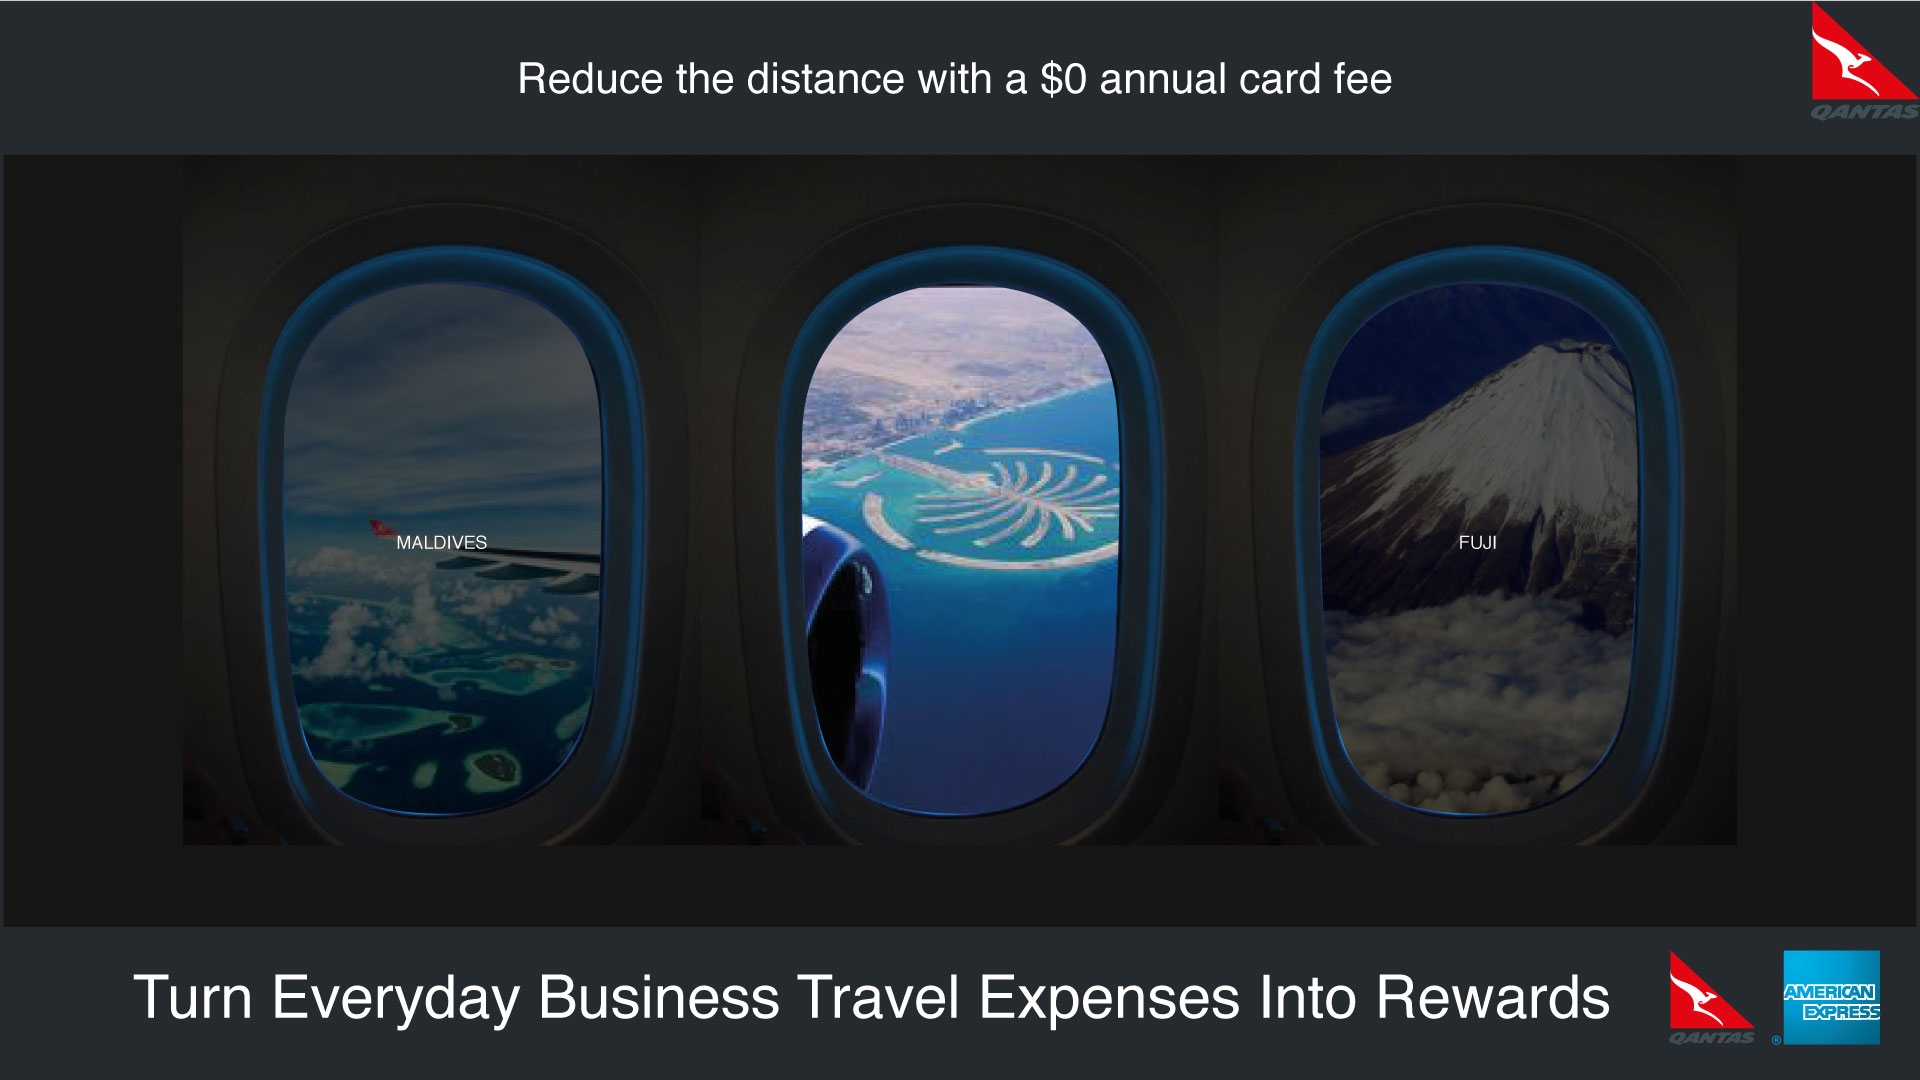 Reduce the distance with a $0 annual card fee
QANTAS
MALDIVES
FUJI
Turn Everyday Business Travel Expenses Into Rewards
QANTAS
®
AMERICAN
EXPRESS